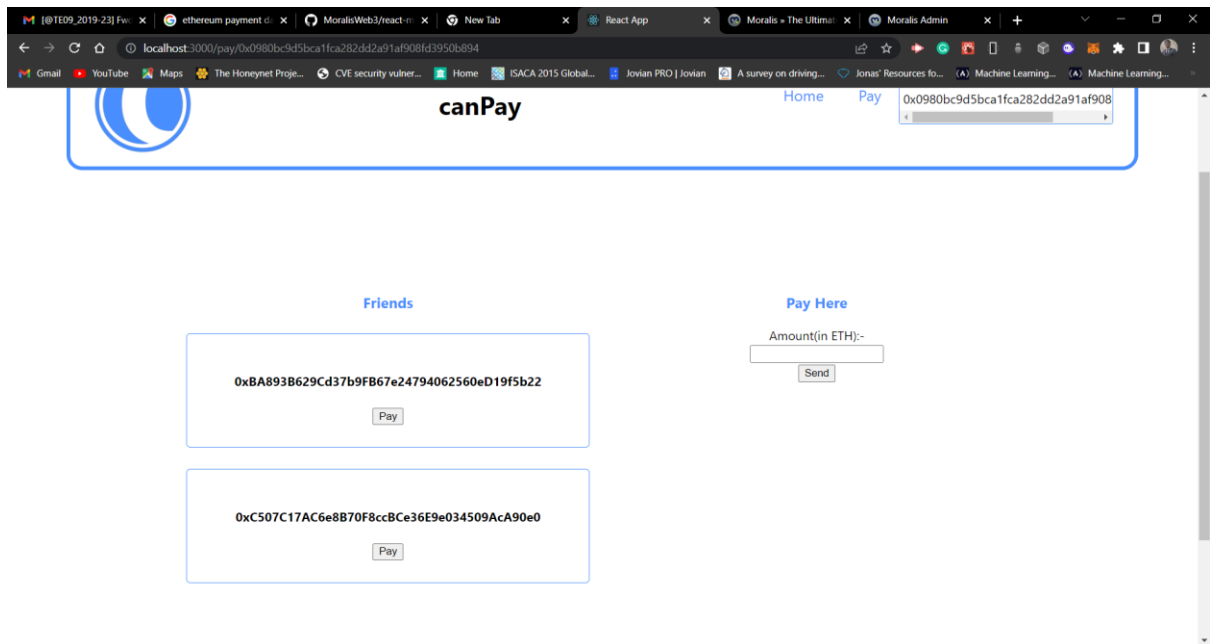 [@TE09_2019-23] Fwd:
ethereum payment d
MoralisWeb3/react-m
New Tab
React App
Moralis » The Ultima
Moralis Admin
localhost:3000/pay/0x0980bc9d5bca1fca282dd2a91af908fd3950b894
Gmail
YouTube
Maps
The Honeynet Proje...
CVE security vulner...
Home
ISACA 2015 Global...
Jovian PRO | Jovian
A survey on driving...
Jonas' Resources fo...
Machine Learning...
Machine Learning...
canPay
Home
Pay
0x0980bc9d5bca1fca282dd2a91af908
Friends
Pay Here
Amount(in ETH):-
Send
0xBA893B629Cd37b9FB67e24794062560eD19f5b22
Pay
0xC507C17AC6e8B70F8ccBCe36E9e034509AcA90e0
Pay